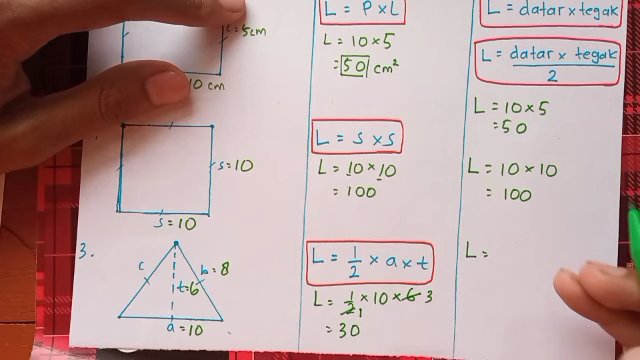 l=5cm
10 cm
L = P x L
L = 10 x 5
= 50 cm²
L = datar x tegak
L = datar x tegak
2
L = 10 x 5
= 50
s=10
s=10
L = s x s
L = 10 x 10
= 100
L = 10 x 10
= 100
3.
c
b=8
t=6
a=10
L = 1/2 x a x t
L = 1/2 x 10 x 6 3
1
= 30
L =